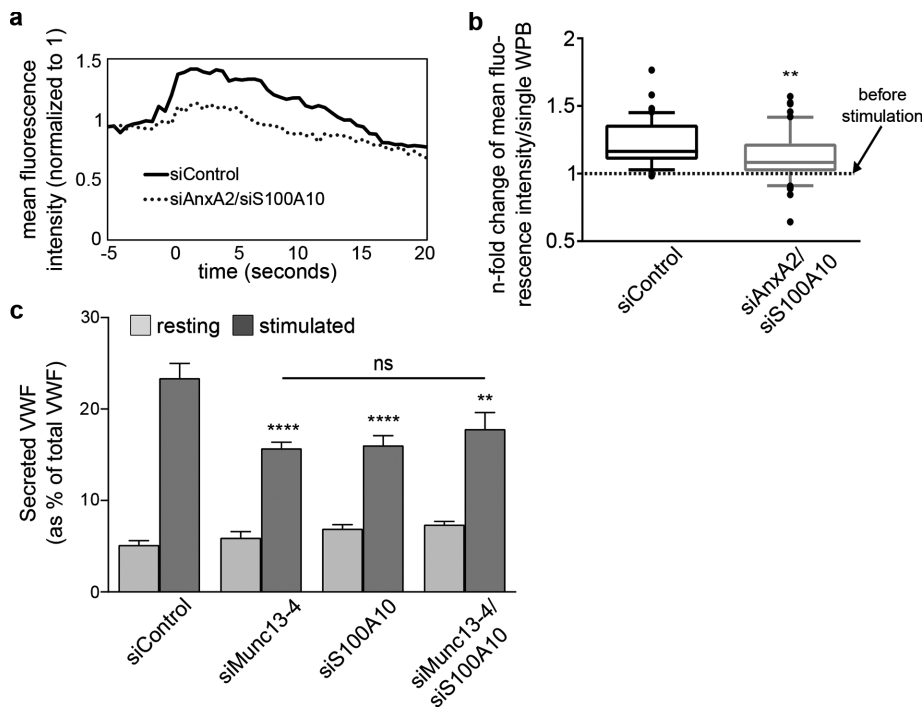 a
mean fluorescence
intensity (normalized to 1)
1.5
1
0.5
0
siControl
siAnxA2/siS100A10
-5
0
5
10
15
20
time (seconds)
b
n-fold change of mean fluo-
rescence intensity/single WPB
2
1.5
1
0.5
**
before
stimulation
siControl
siAnxA2/
siS100A10
c
Secreted VWF
(as % of total VWF)
30
20
10
0
resting
stimulated
ns
****
****
**
siControl
siMunc13-4
siS100A10
siMunc13-4/
siS100A10